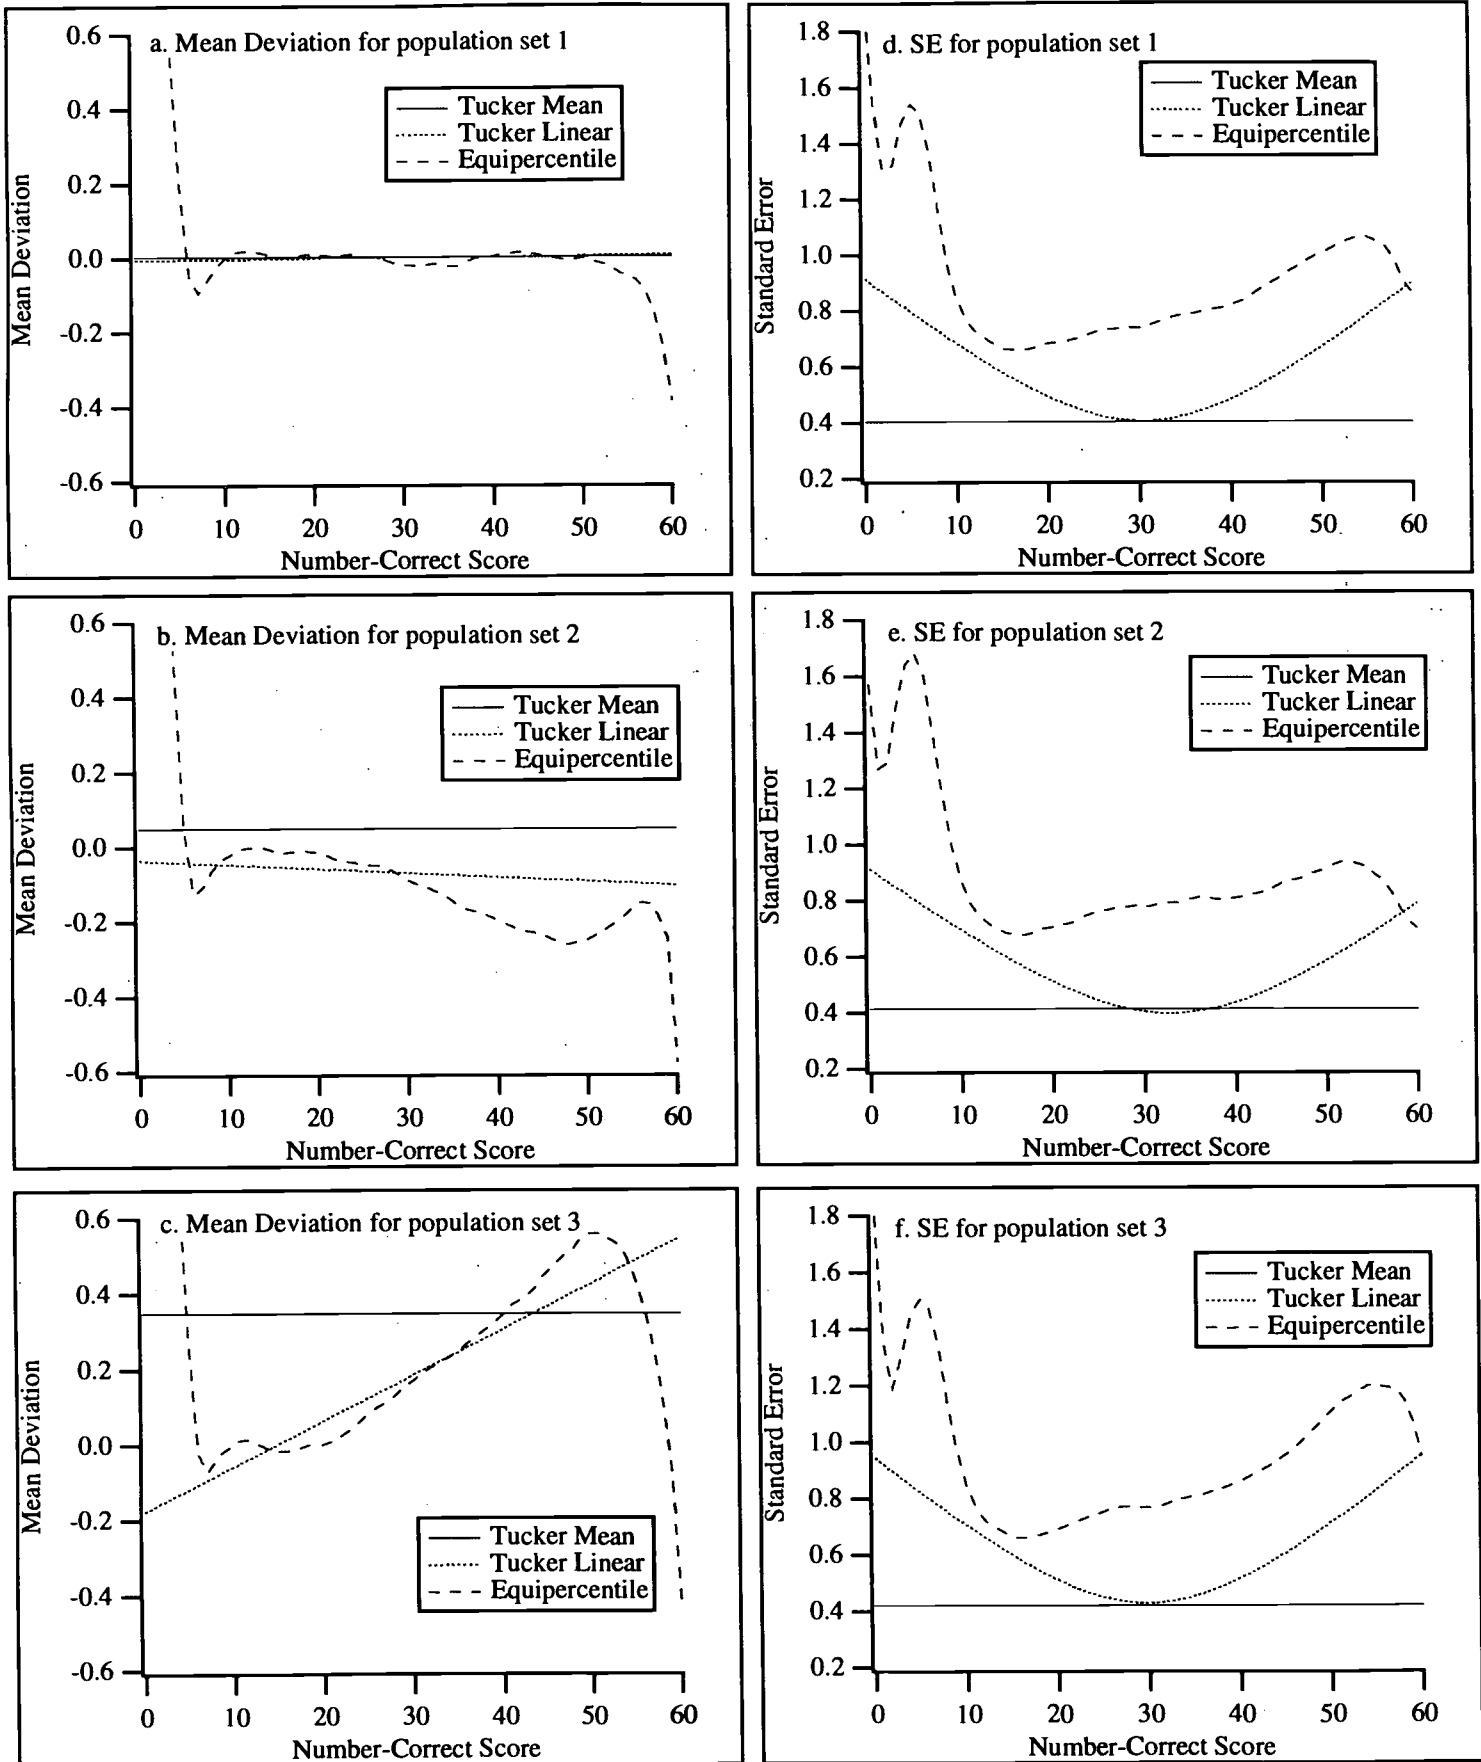 a. Mean Deviation for population set 1
0.6
0.4
0.2
0.0
-0.2
-0.4
-0.6
Mean Deviation
Tucker Mean
Tucker Linear
Equipercentile
0 10 20 30 40 50 60
Number-Correct Score
d. SE for population set 1
1.8
1.6
1.4
1.2
1.0
0.8
0.6
0.4
0.2
Standard Error
Tucker Mean
Tucker Linear
Equipercentile
0 10 20 30 40 50 60
Number-Correct Score
b. Mean Deviation for population set 2
0.6
0.4
0.2
0.0
-0.2
-0.4
-0.6
Mean Deviation
Tucker Mean
Tucker Linear
Equipercentile
0 10 20 30 40 50 60
Number-Correct Score
e. SE for population set 2
1.8
1.6
1.4
1.2
1.0
0.8
0.6
0.4
0.2
Standard Error
Tucker Mean
Tucker Linear
Equipercentile
0 10 20 30 40 50 60
Number-Correct Score
c. Mean Deviation for population set 3
0.6
0.4
0.2
0.0
-0.2
-0.4
-0.6
Mean Deviation
Tucker Mean
Tucker Linear
Equipercentile
0 10 20 30 40 50 60
Number-Correct Score
f. SE for population set 3
1.8
1.6
1.4
1.2
1.0
0.8
0.6
0.4
0.2
Standard Error
Tucker Mean
Tucker Linear
Equipercentile
0 10 20 30 40 50 60
Number-Correct Score